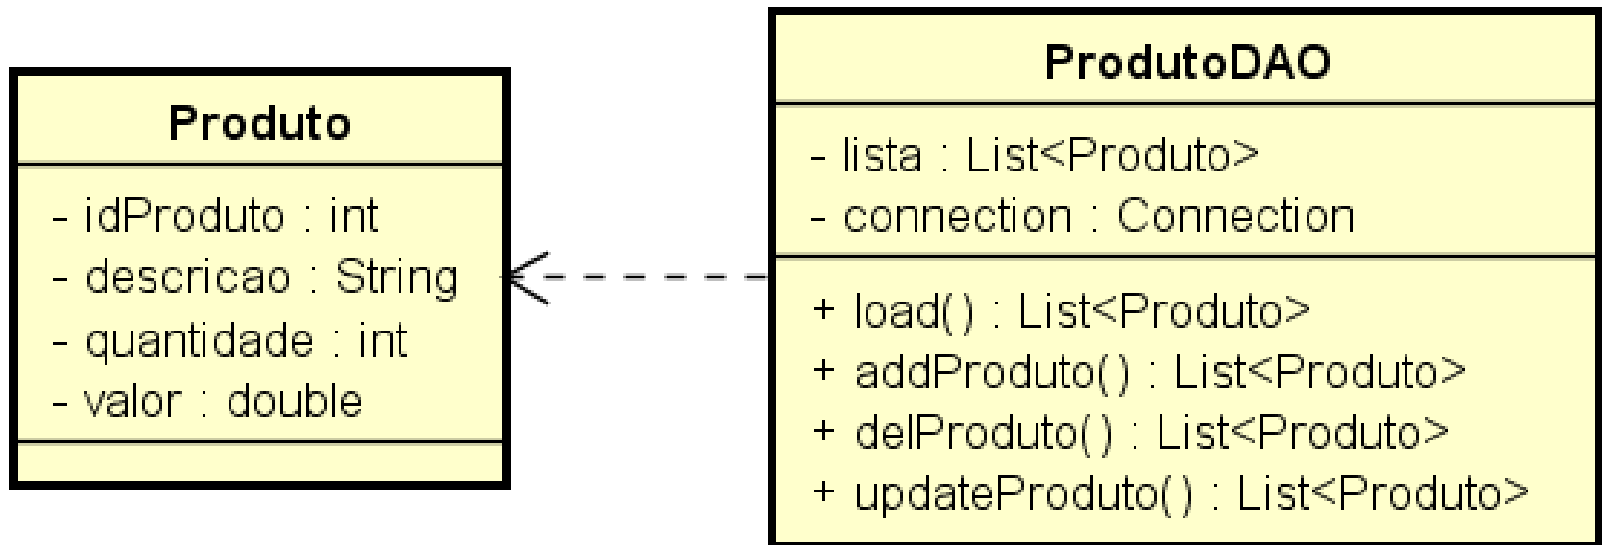 Produto
- idProduto : int
- descricao : String
- quantidade : int
- valor : double
ProdutoDAO
- lista : List<Produto>
- connection : Connection
+ load() : List<Produto>
+ addProduto() : List<Produto>
+ delProduto() : List<Produto>
+ updateProduto() : List<Produto>